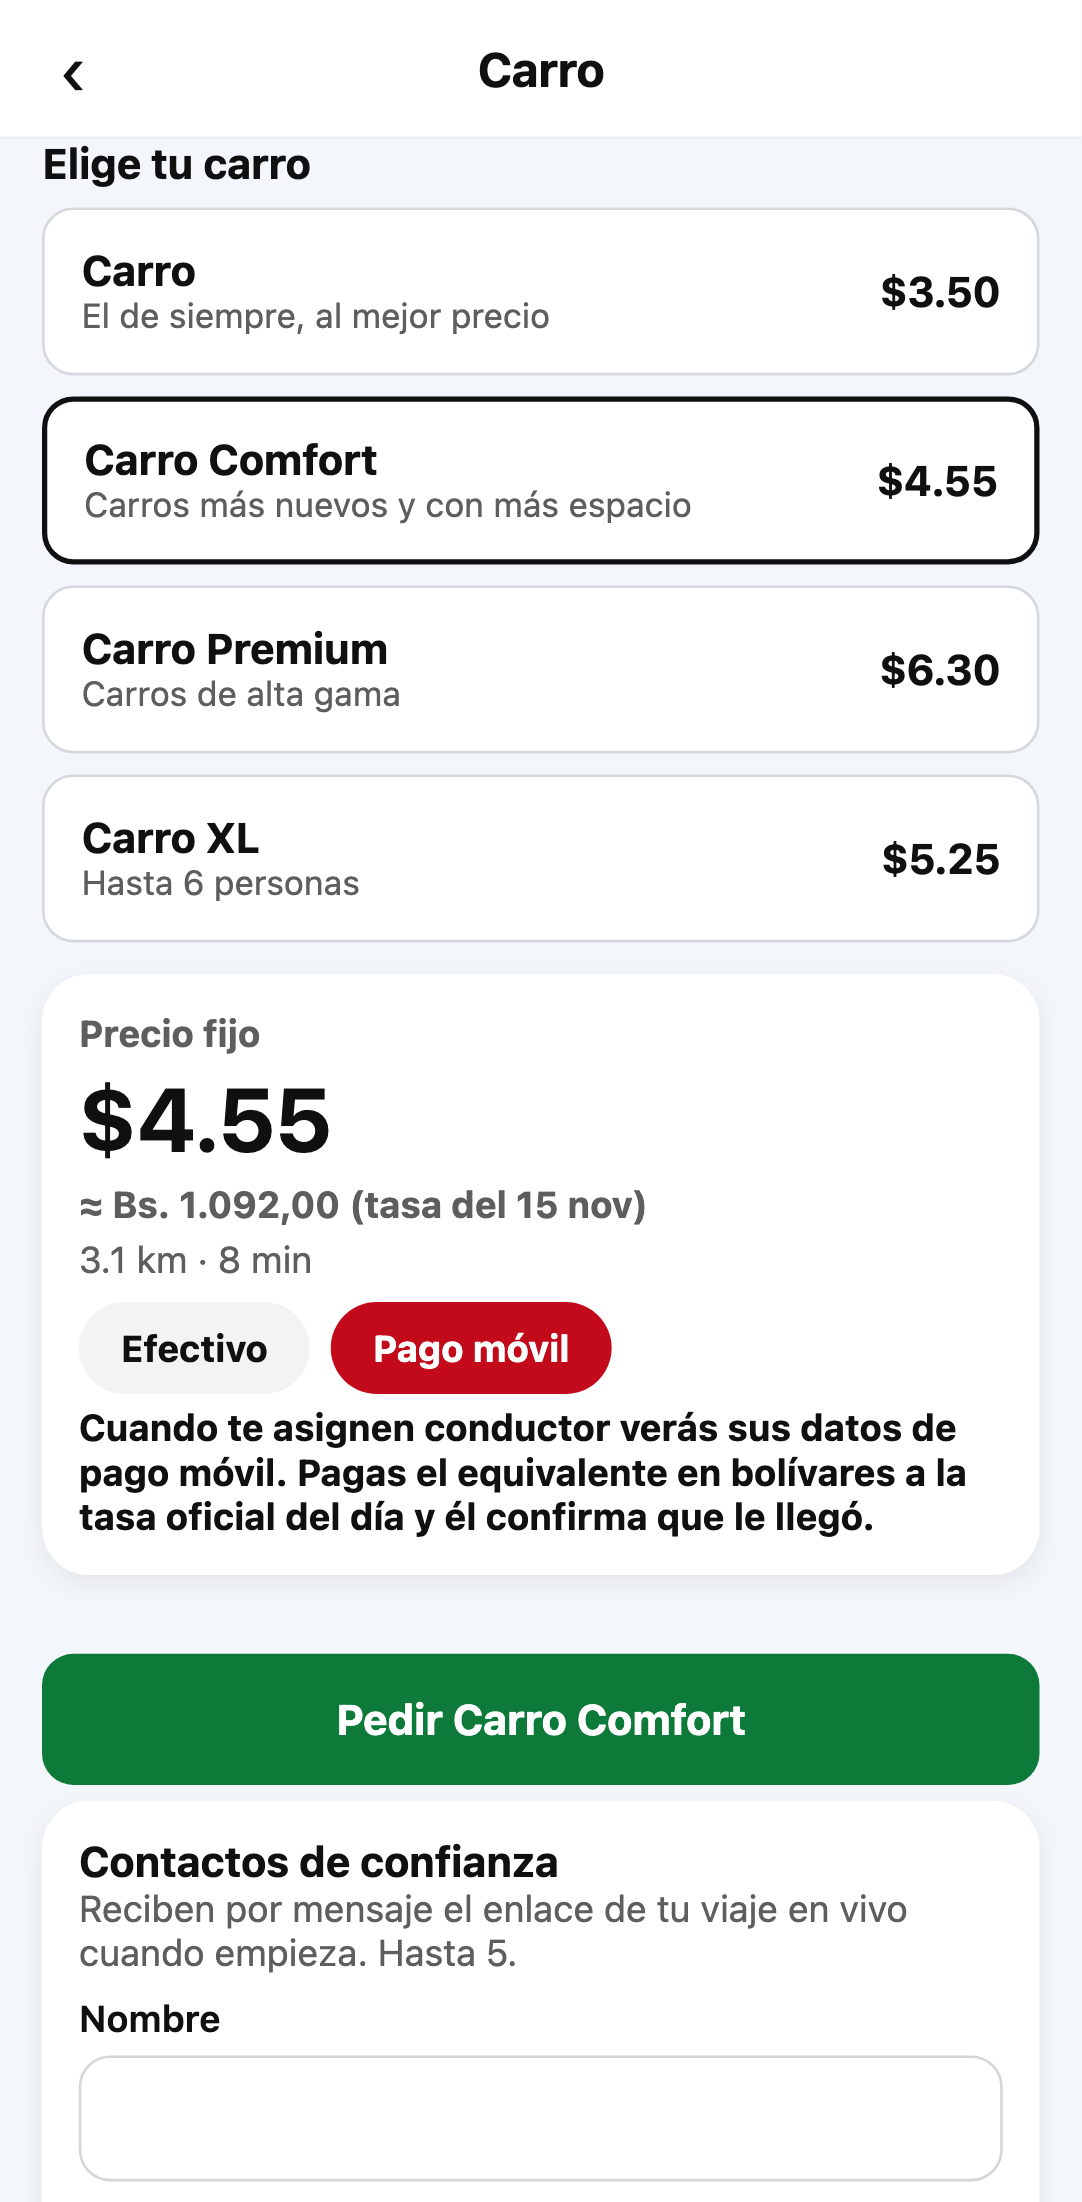 Carro
Elige tu carro
Carro
El de siempre, al mejor precio
$3.50
Carro Comfort
Carros más nuevos y con más espacio
$4.55
Carro Premium
Carros de alta gama
$6.30
Carro XL
Hasta 6 personas
$5.25
Precio fijo
$4.55
≈ Bs. 1.092,00 (tasa del 15 nov)
3.1 km · 8 min
Efectivo
Pago móvil
Cuando te asignen conductor verás sus datos de
pago móvil. Pagas el equivalente en bolívares a la
tasa oficial del día y él confirma que le llegó.
Pedir Carro Comfort
Contactos de confianza
Reciben por mensaje el enlace de tu viaje en vivo
cuando empieza. Hasta 5.
Nombre